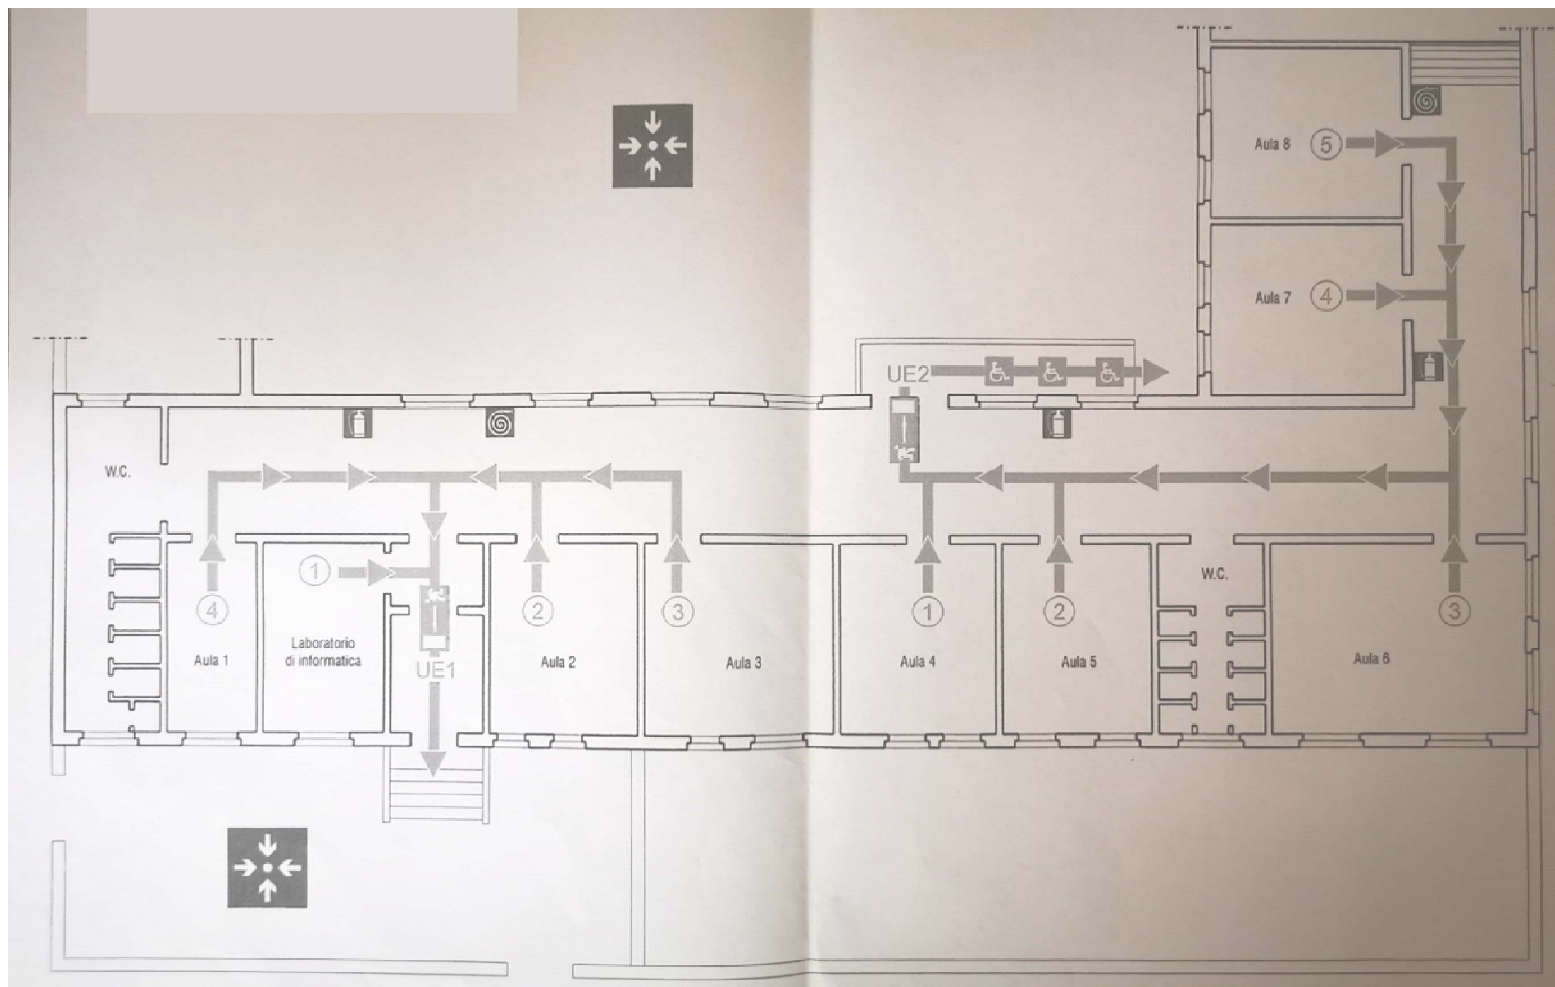 Aula 8 5
Aula 7 4
UE2
W.C.
1
4
2
3
1
2
W.C.
3
Laboratorio
di informatica
Aula 1
UE1
Aula 2
Aula 3
Aula 4
Aula 5
Aula 6